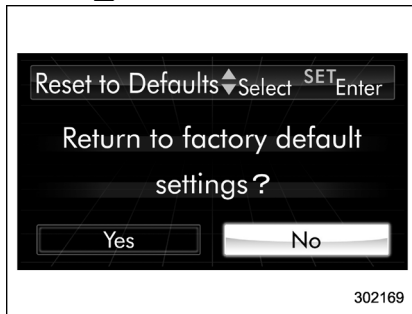 Reset to Defaults Select SET Enter
Return to factory default
settings?
Yes No
302169